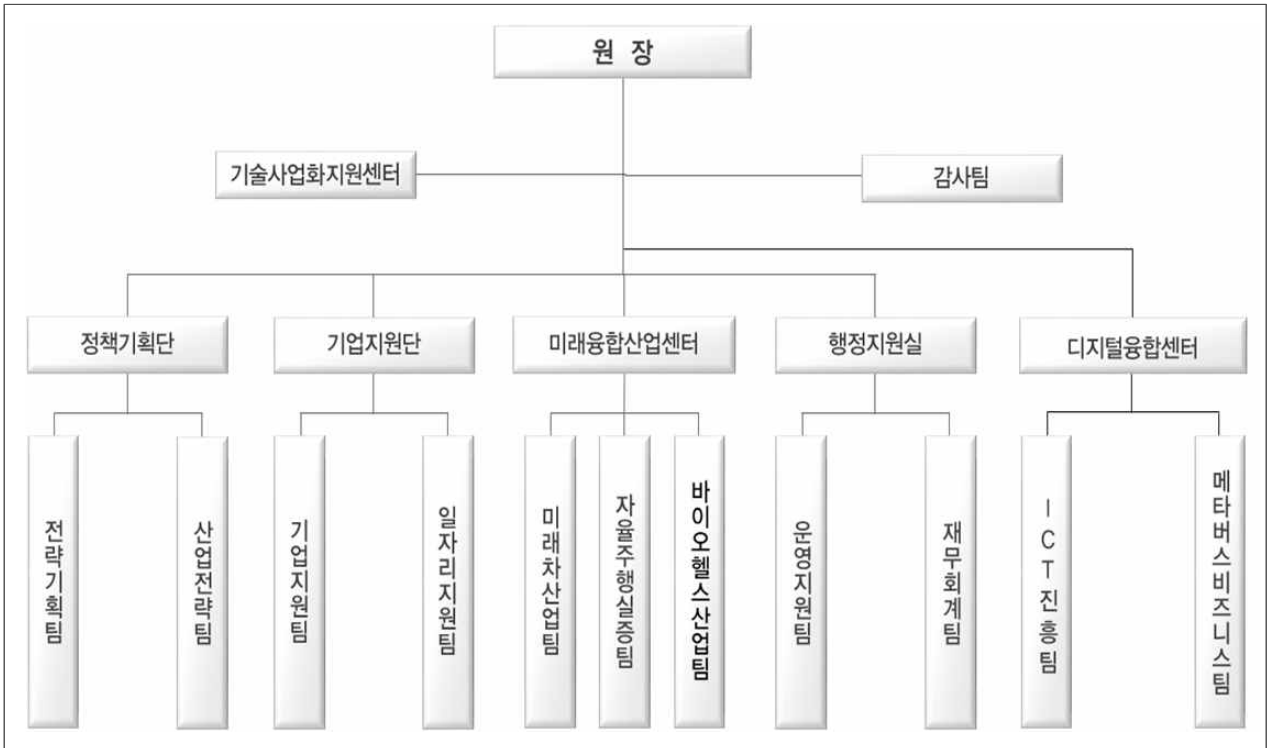 원 장
기술사업화지원센터
감사팀
정책기획단
기업지원단
미래융합산업센터
행정지원실
디지털융합센터
전략기획팀
산업전략팀
기업지원팀
일자리지원팀
미래차산업팀
자율주행실증팀
바이오헬스산업팀
운영지원팀
재무회계팀
ICT진흥팀
메타버스비즈니스팀